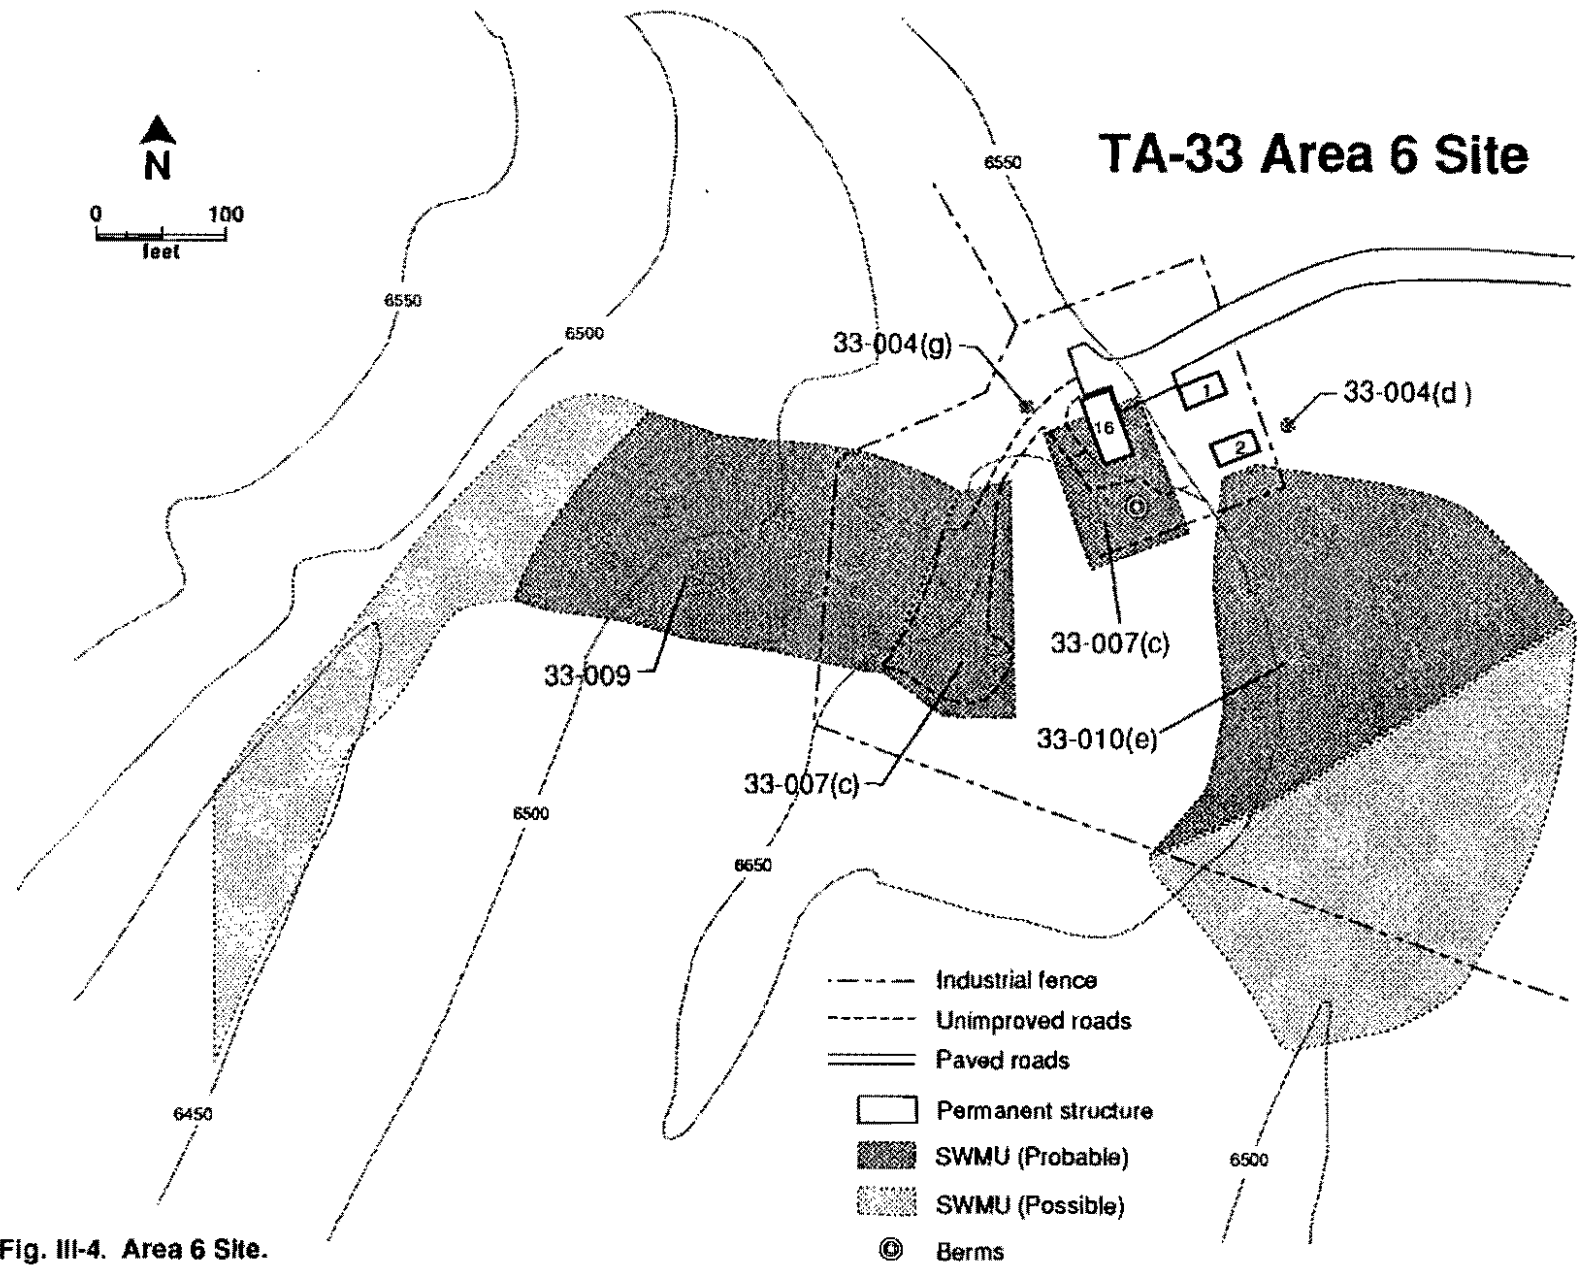 TA-33 Area 6 Site
N
0 100
feet
6550
6550
6500
33-004(g)
33-004(d )
1
16
2
33-007(c)
33-009
33-010(e)
33-007(c)
6500
6650
6450
6500
Industrial fence
Unimproved roads
Paved roads
Permanent structure
SWMU (Probable)
SWMU (Possible)
Berms
Fig. III-4. Area 6 Site.